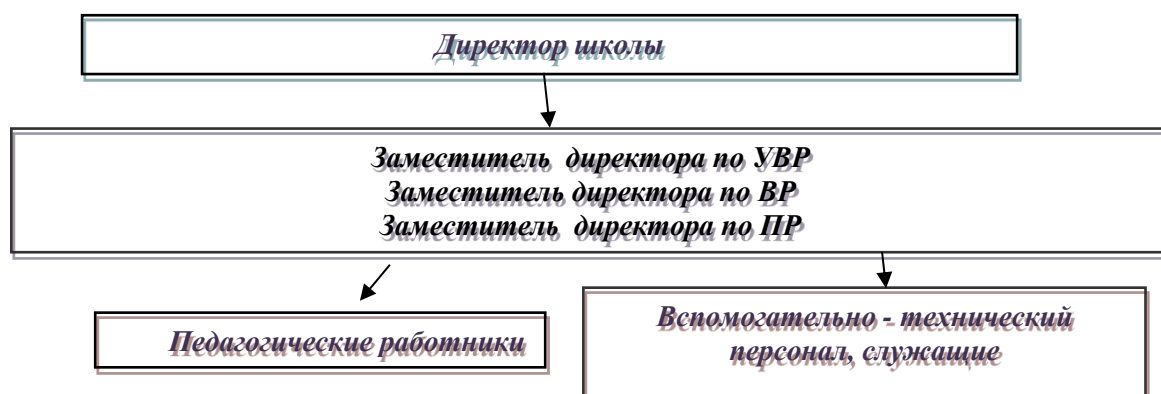 Директор школы
Заместитель директора по УВР
Заместитель директора по ВР
Заместитель директора по ПР
Педагогические работники
Вспомогательно - технический
персонал, служащие